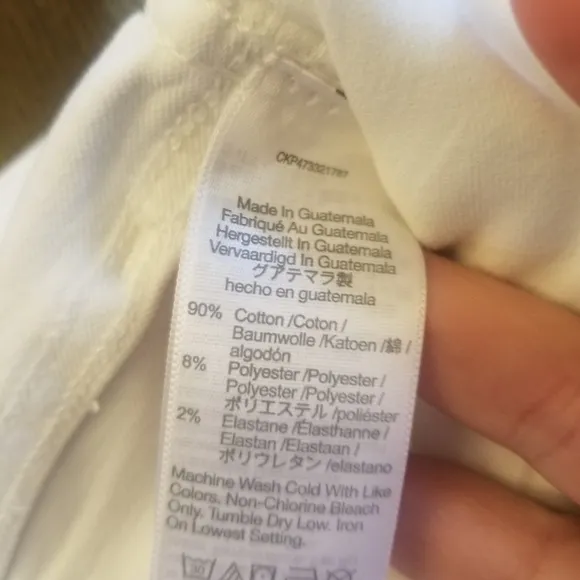 Made In Guatemala
Fabriqué Au Guatemala
Hergestellt In Guatemala
Vervaardigd In Guatemala
グアテマラ製
hecho en guatemala
90% Cotton /Coton /
Baumwolle /Katoen /綿 /
algodón
8% Polyester /Polyester /
Polyester /Polyester /
ポリエステル /poliéster
2% Elastane /Élasthanne /
Elastan /Elastaan /
ポリウレタン /elastano
Machine Wash Cold With Like
Colors. Non-Chlorine Bleach
Only. Tumble Dry Low. Iron
On Lowest Setting.
30